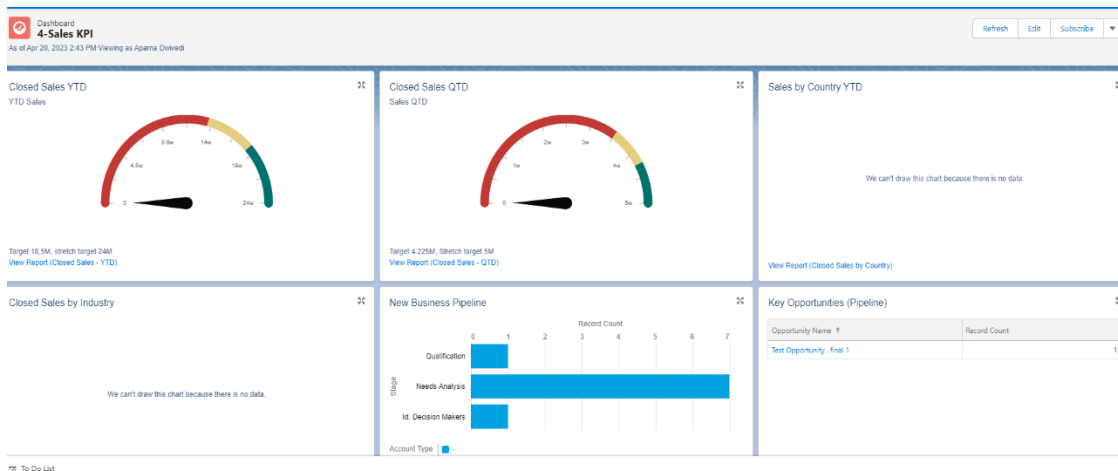 Dashboard
4-Sales KPI
As of Apr 20, 2023 2:43 PM·Viewing as Aparna Dwivedi
Refresh
Edit
Subscribe
Closed Sales YTD
YTD Sales
0
4.5м
9.8м
14м
19м
24м
Target 18,5M, stretch target 24M
View Report (Closed Sales - YTD)
Closed Sales QTD
Sales QTD
0
1м
2м
3м
4м
5м
Target 4.225M, Stretch target 5M
View Report (Closed Sales - QTD)
Sales by Country YTD
We can't draw this chart because there is no data.
View Report (Closed Sales by Country)
Closed Sales by Industry
We can't draw this chart because there is no data.
New Business Pipeline
Record Count
0 1 2 3 4 5 6 7
Stage
Qualification
Needs Analysis
Id. Decision Makers
Account Type
-
Key Opportunities (Pipeline)
Opportunity Name ↑ Record Count
Test Opportunity . final 1 1
To Do List